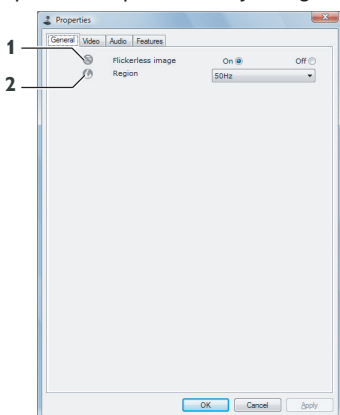 Properties
General Video Audio Features
1 Flickerless image On Off
2 Region 50Hz
OK Cancel Apply